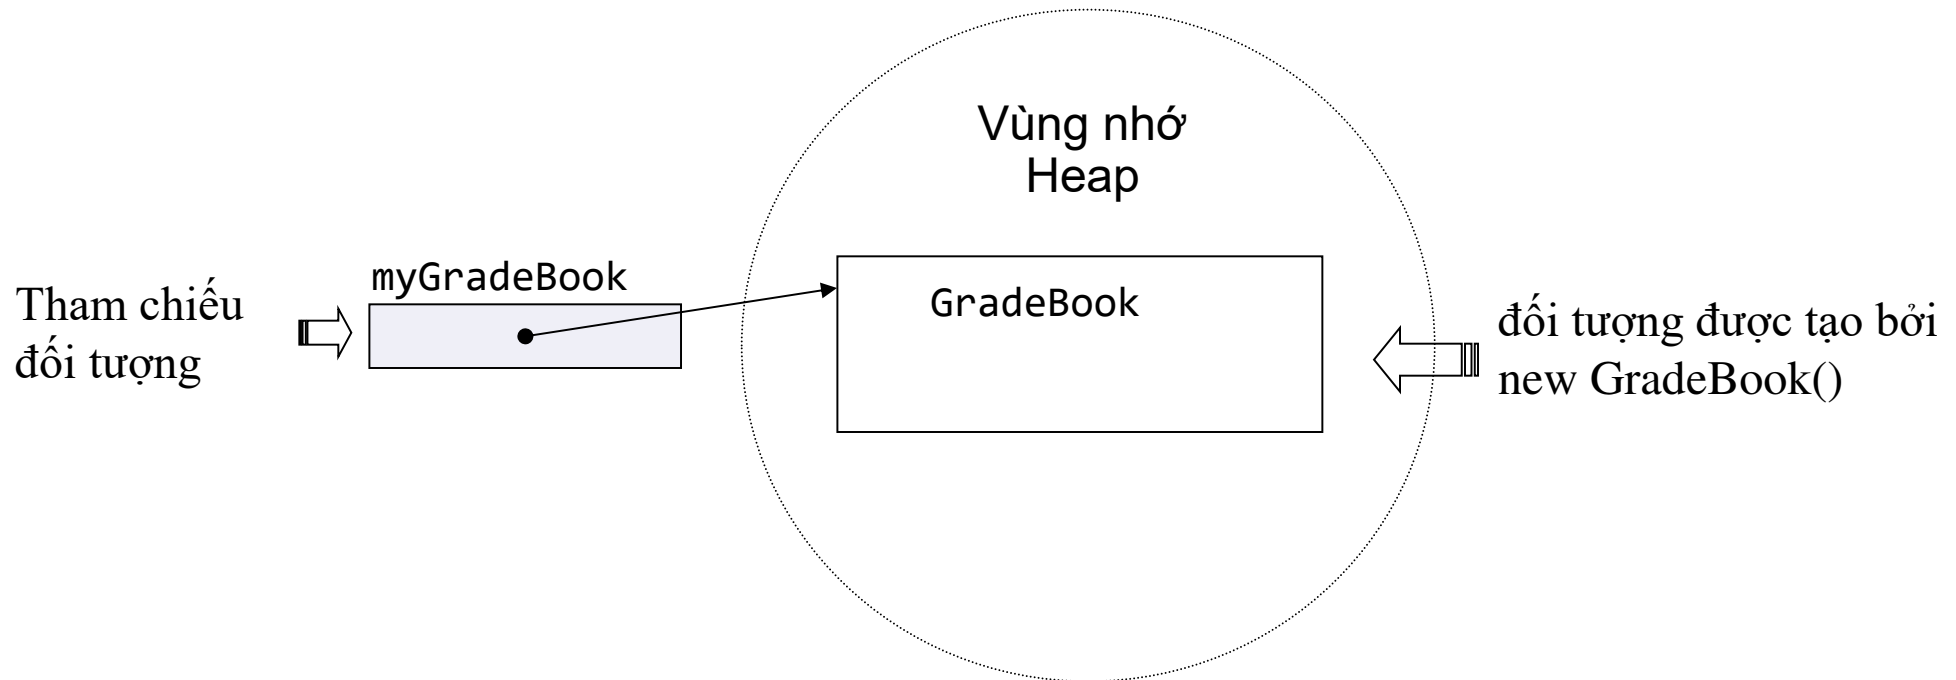 Vùng nhớ
Heap
myGradeBook
Tham chiếu
đối tượng
GradeBook
đối tượng được tạo bởi
new GradeBook()